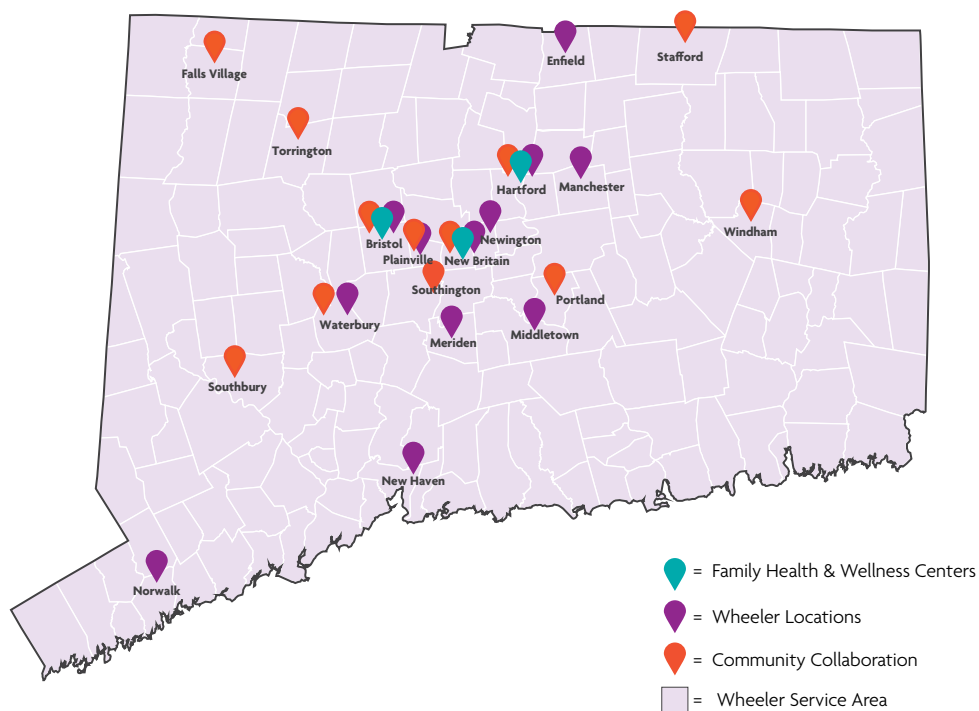 Falls Village
Enfield
Stafford
Torrington
Hartford
Manchester
Windham
Bristol
Plainville
New Britain
Newington
Southington
Portland
Waterbury
Meriden
Middletown
Southbury
New Haven
Norwalk
= Family Health & Wellness Centers
= Wheeler Locations
= Community Collaboration
= Wheeler Service Area